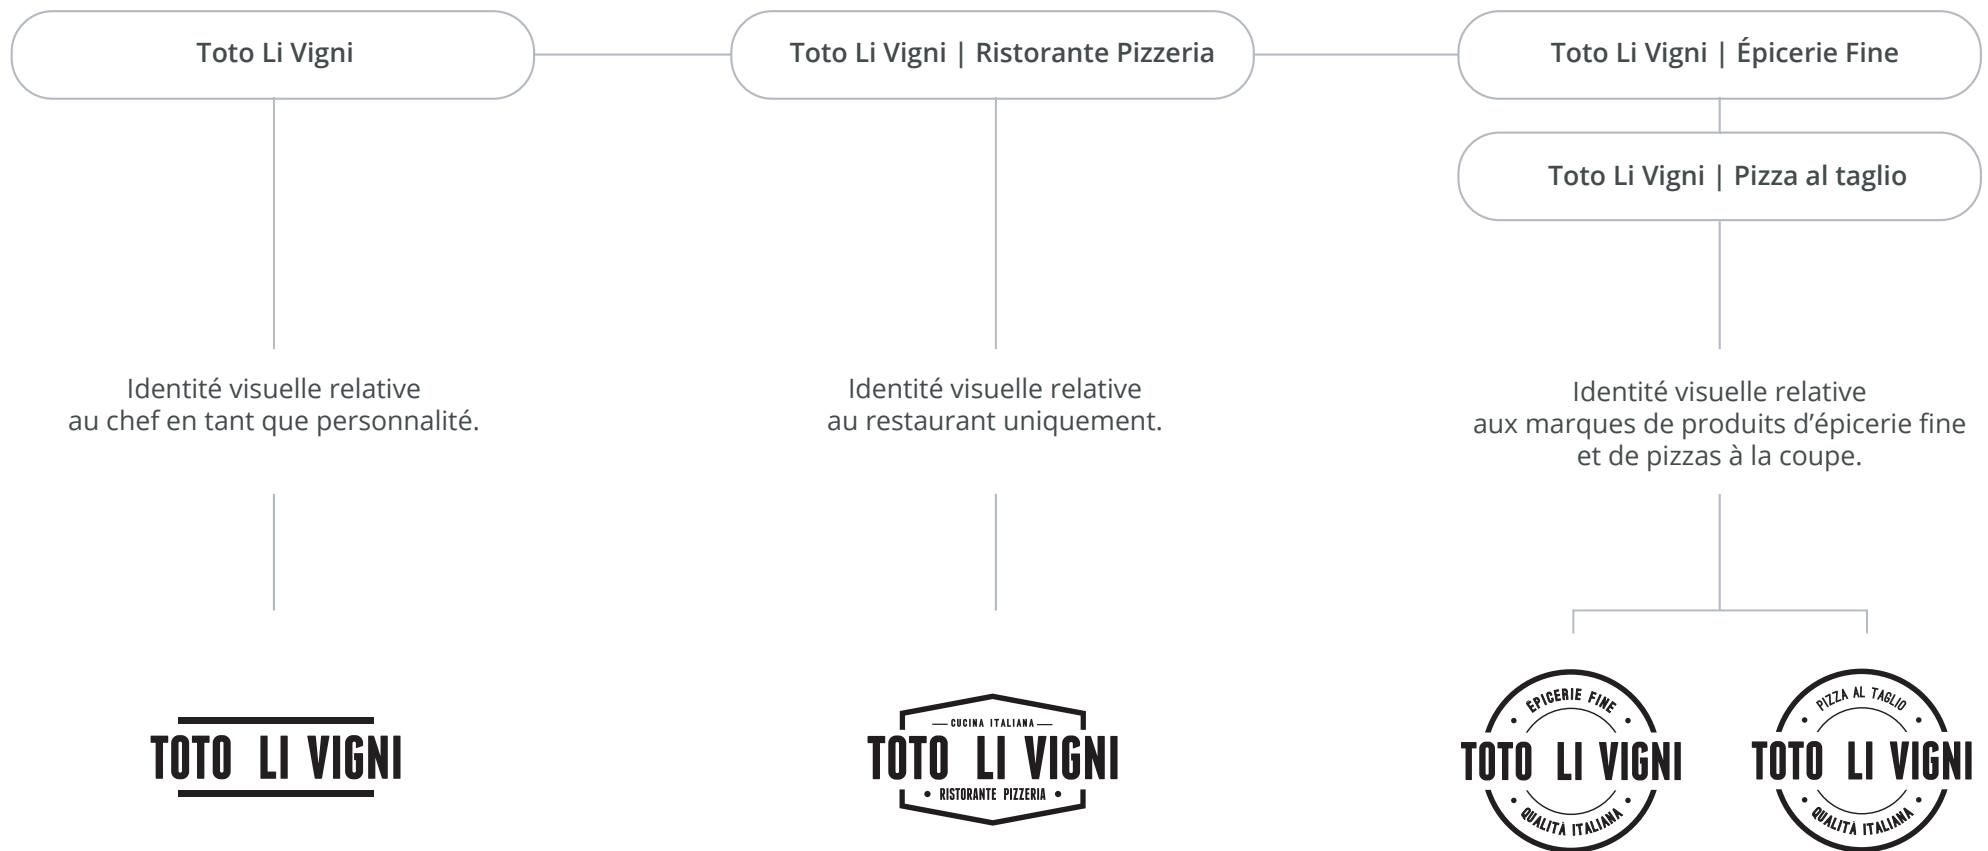 Toto Li Vigni
Toto Li Vigni | Ristorante Pizzeria
Toto Li Vigni | Épicerie Fine
Toto Li Vigni | Pizza al taglio
Identité visuelle relative
au chef en tant que personnalité.
Identité visuelle relative
au restaurant uniquement.
Identité visuelle relative
aux marques de produits d’épicerie fine
et de pizzas à la coupe.
TOTO LI VIGNI
CUCINA ITALIANA
TOTO LI VIGNI
• RISTORANTE PIZZERIA •
ÉPICERIE FINE
TOTO LI VIGNI
QUALITÀ ITALIANA
PIZZA AL TAGLIO
TOTO LI VIGNI
QUALITÀ ITALIANA